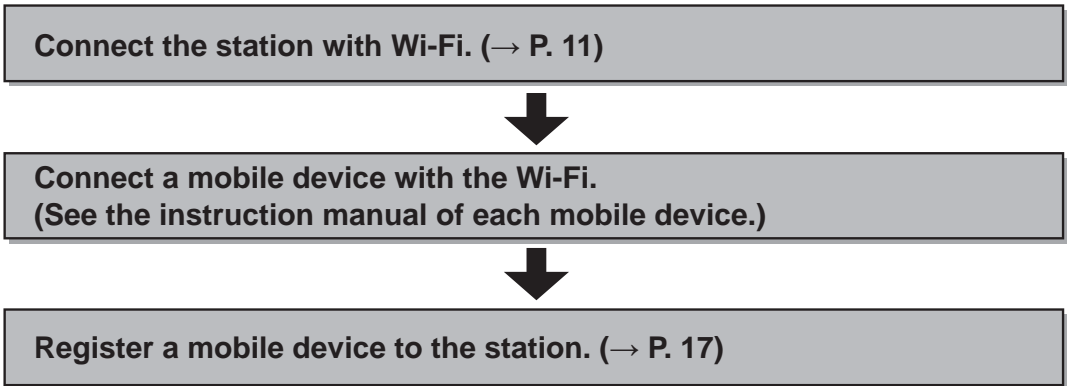 Connect the station with Wi-Fi. (→ P. 11)
Connect a mobile device with the Wi-Fi.
(See the instruction manual of each mobile device.)
Register a mobile device to the station. (→ P. 17)